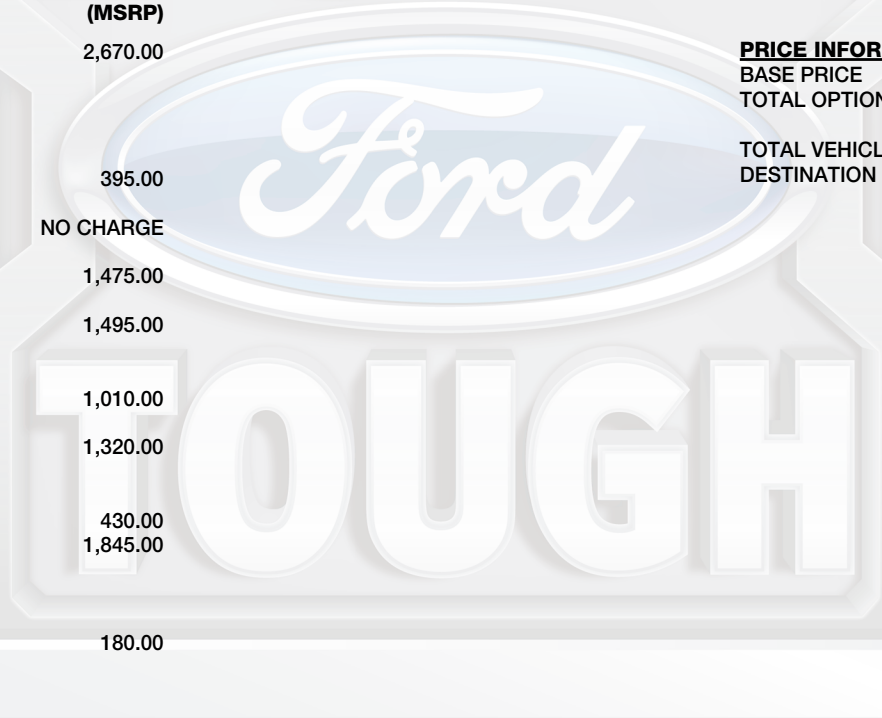 (MSRP)
2,670.00
395.00
NO CHARGE
1,475.00
1,495.00
1,010.00
1,320.00
430.00
1,845.00
180.00
PRICE INFOR
BASE PRICE
TOTAL OPTION
TOTAL VEHICL
DESTINATION
Ford
TOUGH